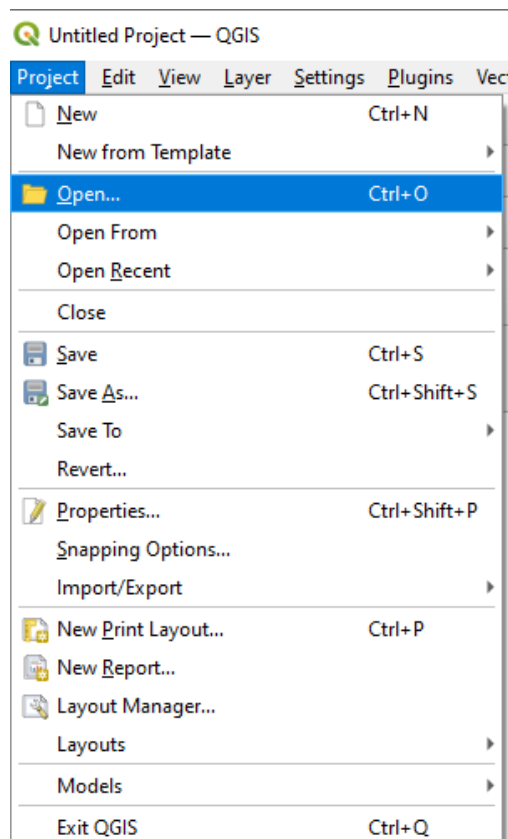 Untitled Project — QGIS
Project Edit View Layer Settings Plugins Vec
New Ctrl+N
New from Template
Open... Ctrl+O
Open From
Open Recent
Close
Save Ctrl+S
Save As... Ctrl+Shift+S
Save To
Revert...
Properties... Ctrl+Shift+P
Snapping Options...
Import/Export
New Print Layout... Ctrl+P
New Report...
Layout Manager...
Layouts
Models
Exit QGIS Ctrl+Q